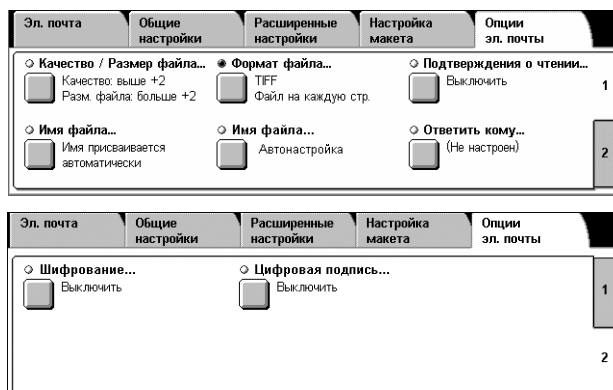 Эл. почта Общие настройки Расширенные настройки Настройка макета Опции эл. почты
Качество / Размер файла... Формат файла... Подтверждения о чтении...
Качество: выше +2 TIFF Выключить
Разм. файла: больше +2 Файл на каждую стр.
1
Имя файла... Имя файла... Ответить кому...
Имя присваивается автоматически Автонастройка (Не настроен)
2
Эл. почта Общие настройки Расширенные настройки Настройка макета Опции эл. почты
Шифрование... Цифровая подпись...
Выключить Выключить
1
2